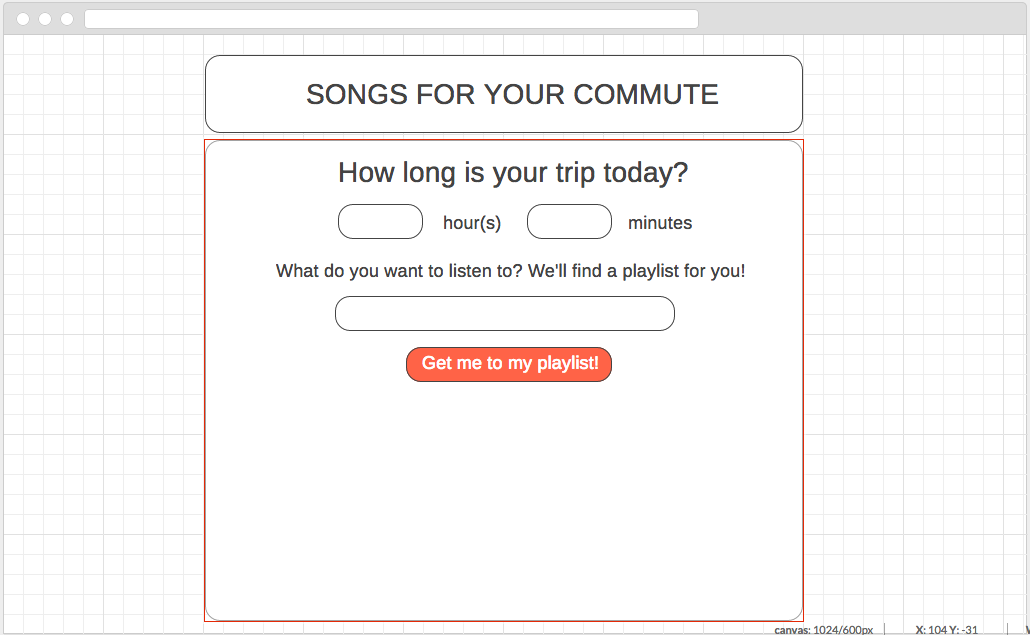 SONGS FOR YOUR COMMUTE
How long is your trip today?
hour(s) minutes
What do you want to listen to? We'll find a playlist for you!
Get me to my playlist!
canvas: 1024/600px X: 104 Y: -31